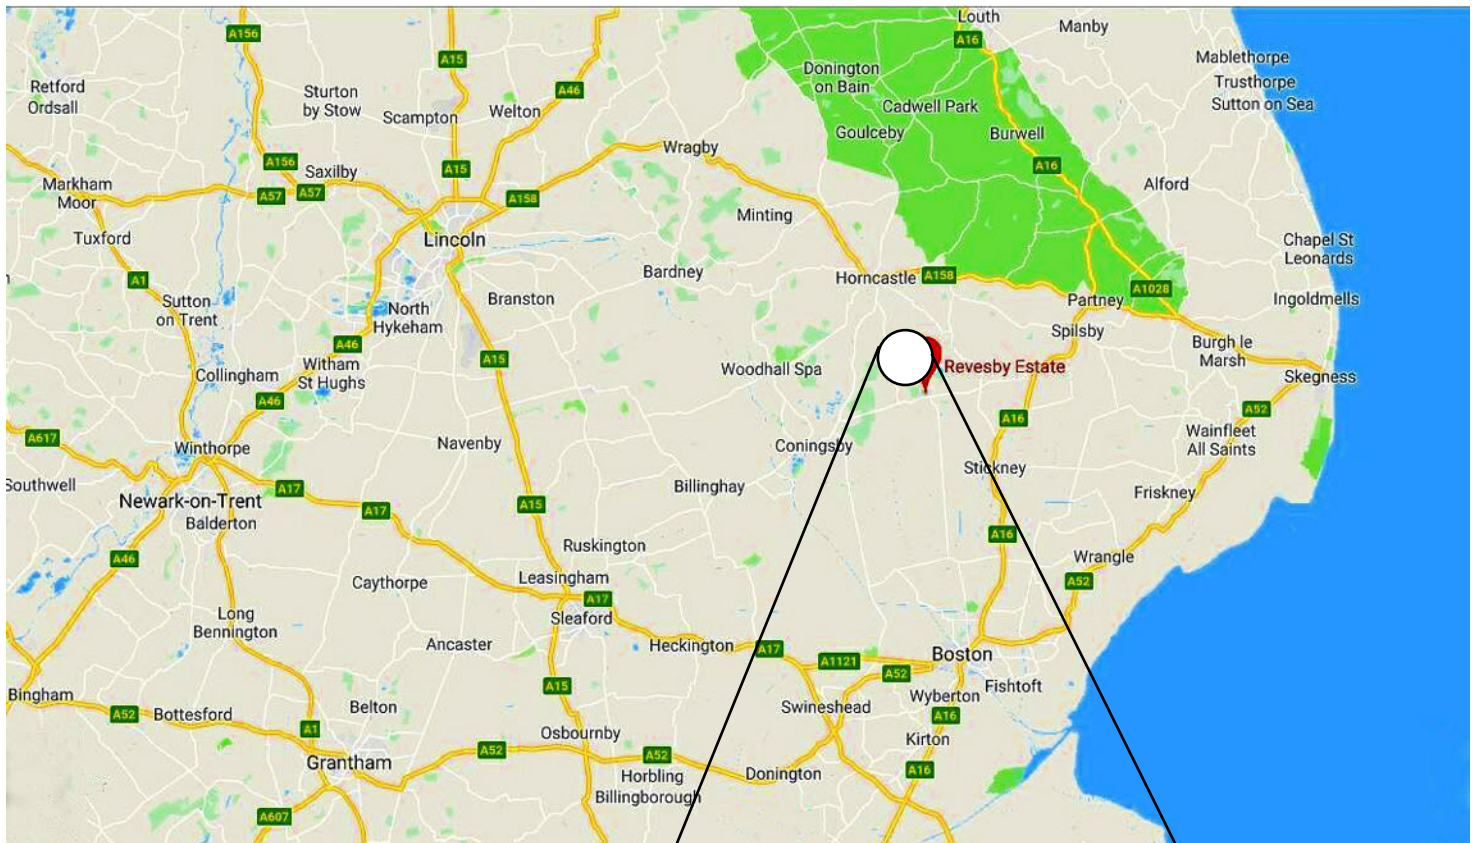 Louth
A156
A16
Manby
A15
Mablethorpe
Donington
on Bain
Trusthorpe
Retford
Ordsall
Sturton
by Stow
A46
Sutton on Sea
Scampton
Welton
Cadwell Park
Goulceby
Burwell
Wragby
A156
Saxilby
A15
A16
Markham
Moor
A57
A57
A158
Alford
Minting
Tuxford
Lincoln
Chapel St
Leonards
A1
Bardney
Horncastle
A158
A1028
Sutton
on Trent
Branston
Partney
Ingoldmells
North
Hykeham
Spilsby
A46
A15
Burgh le
Marsh
Witham
St Hughs
Collingham
Woodhall Spa
Revesby Estate
Skegness
A46
A16
A52
A617
Winthorpe
Navenby
Coningsby
Wainfleet
All Saints
Southwell
A17
Billinghay
Stickney
Friskney
Newark-on-Trent
Balderton
A17
A15
A16
Ruskington
A46
Wrangle
Caythorpe
Leasingham
A52
A17
Long
Bennington
Sleaford
Ancaster
Heckington
A17
A1121
Boston
A52
Bingham
A15
Wyberton
Fishtoft
A52
Bottesford
Belton
Swineshead
A16
A1
Osbournby
Kirton
A52
A52
Grantham
Horbling
Billingborough
Donington
A16
A607